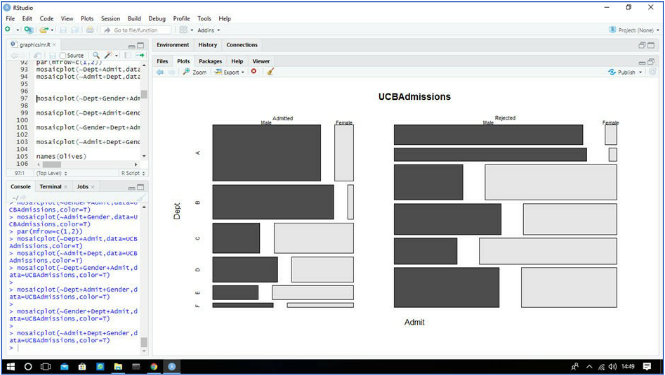 RStudio
File Edit Code View Plots Session Build Debug Profile Tools Help
Go to file/function Addins Project: (None)
graphicsim.R
Source
92 par(mfrow=c(1,2))
93 mosaicplot(~Dept+Admit,data
94 mosaicplot(~Admit+Dept,data
95
96
97 mosaicplot(~Dept+Gender+Adm
98
99 mosaicplot(~Dept+Admit+Gend
100
101 mosaicplot(~Gender+Dept+Adm
102
103 mosaicplot(~Admit+Dept+Gend
104
105 names(Olives)
106
97:1 (Top Level) R Script
Console Terminal Jobs
> mosaicplot(~Gender+Admit,data=U
CBAdmissions,color=T)
> mosaicplot(~Admit+Gender,data=U
CBAdmissions,color=T)
> par(mfrow=c(1,2))
> mosaicplot(~Dept+Admit,data=UCB
Admissions,color=T)
> mosaicplot(~Admit+Dept,data=UCB
Admissions,color=T)
> mosaicplot(~Dept+Gender+Admit,d
ata=UCBAdmissions,color=T)
>
> mosaicplot(~Dept+Admit+Gender,d
ata=UCBAdmissions,color=T)
>
> mosaicplot(~Gender+Dept+Admit,d
ata=UCBAdmissions,color=T)
>
> mosaicplot(~Admit+Dept+Gender,d
ata=UCBAdmissions,color=T)
>
Environment History Connections
Files Plots Packages Help Viewer
Zoom Export Publish
UCBAdmissions
Admitted Rejected
Male Female Male Female
A
B
C
D
E
F
Dept
Admit
14:49